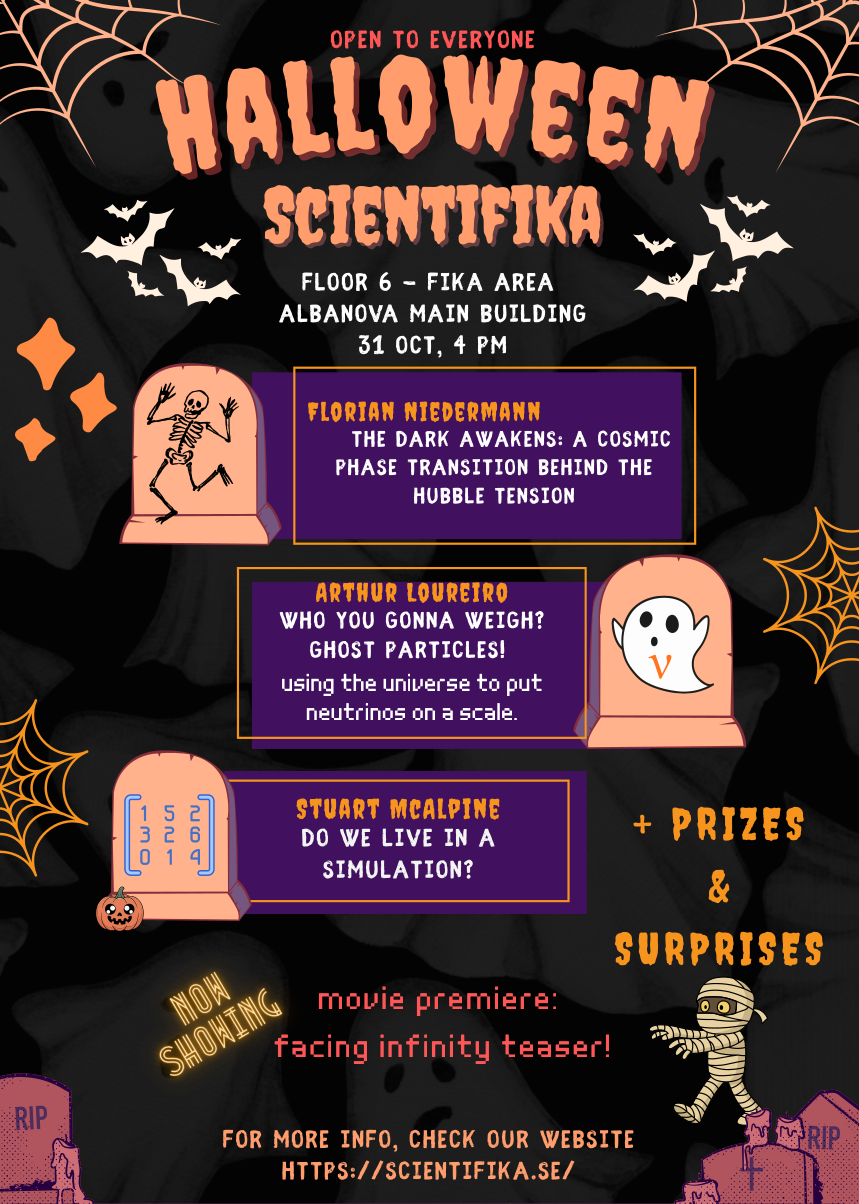 OPEN TO EVERYONE
HALLOWEEN
SCIENTIFIKA
FLOOR 6 – FIKA AREA
ALBANOVA MAIN BUILDING
31 OCT, 4 PM
FLORIAN NIEDERMANN
THE DARK AWAKENS: A COSMIC
PHASE TRANSITION BEHIND THE
HUBBLE TENSION
ARTHUR LOUREIRO
WHO YOU GONNA WEIGH?
GHOST PARTICLES!
using the universe to put
neutrinos on a scale.
ν
STUART MCALPINE
DO WE LIVE IN A
SIMULATION?
1 5 2
3 2 6
0 1 4
+ PRIZES
&
SURPRISES
NOW
SHOWING
movie premiere:
facing infinity teaser!
RIP
RIP
FOR MORE INFO, CHECK OUR WEBSITE
HTTPS://SCIENTIFIKA.SE/